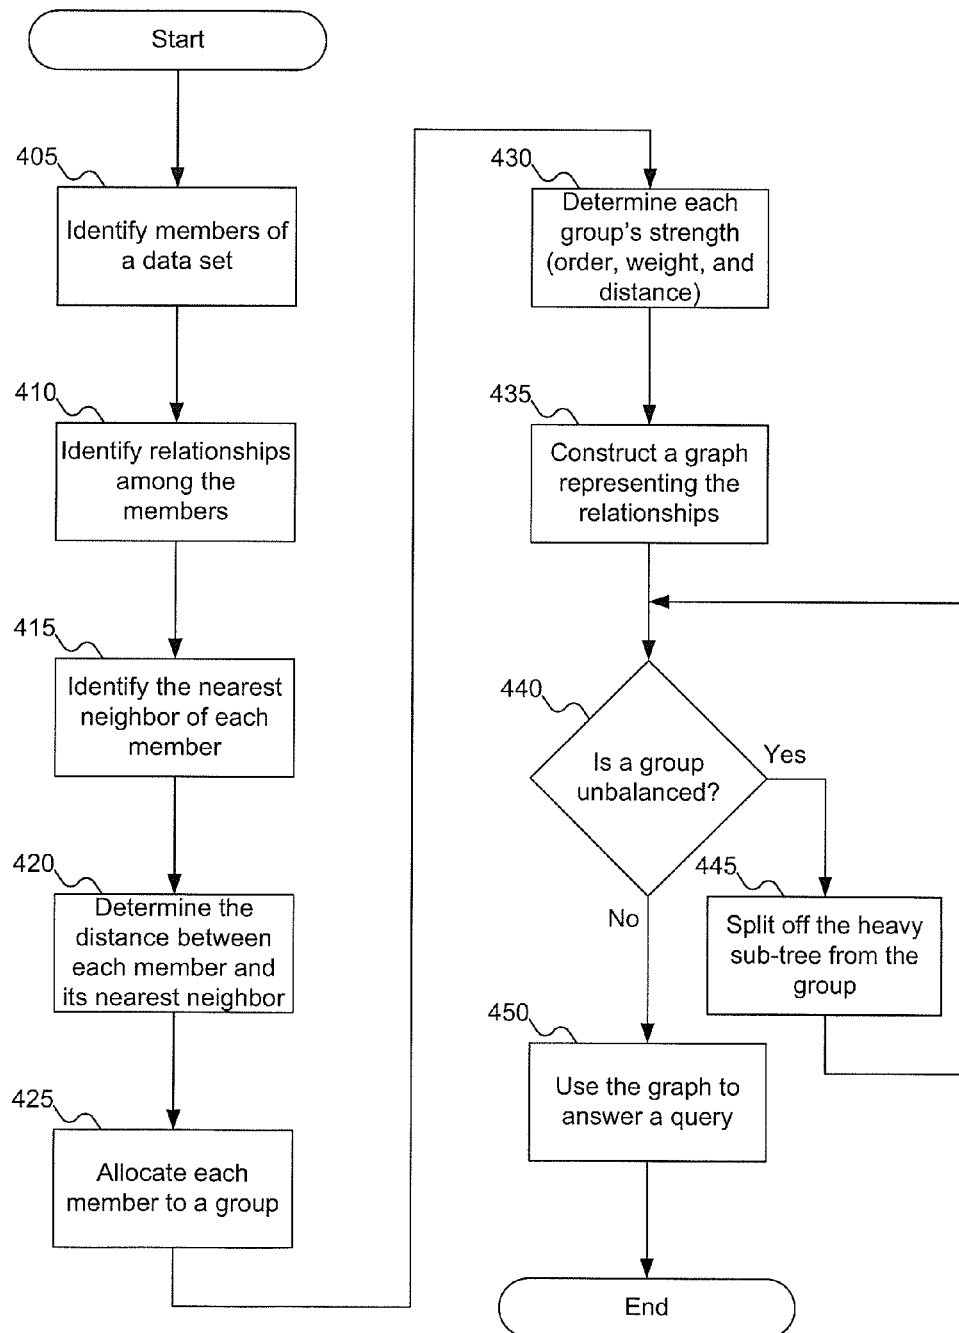 Start
405
Identify members of
a data set
410
Identify relationships
among the
members
415
Identify the nearest
neighbor of each
member
420
Determine the
distance between
each member and
its nearest neighbor
425
Allocate each
member to a group
430
Determine each
group's strength
(order, weight, and
distance)
435
Construct a graph
representing the
relationships
440
Is a group
unbalanced?
Yes
No
445
Split off the heavy
sub-tree from the
group
450
Use the graph to
answer a query
End